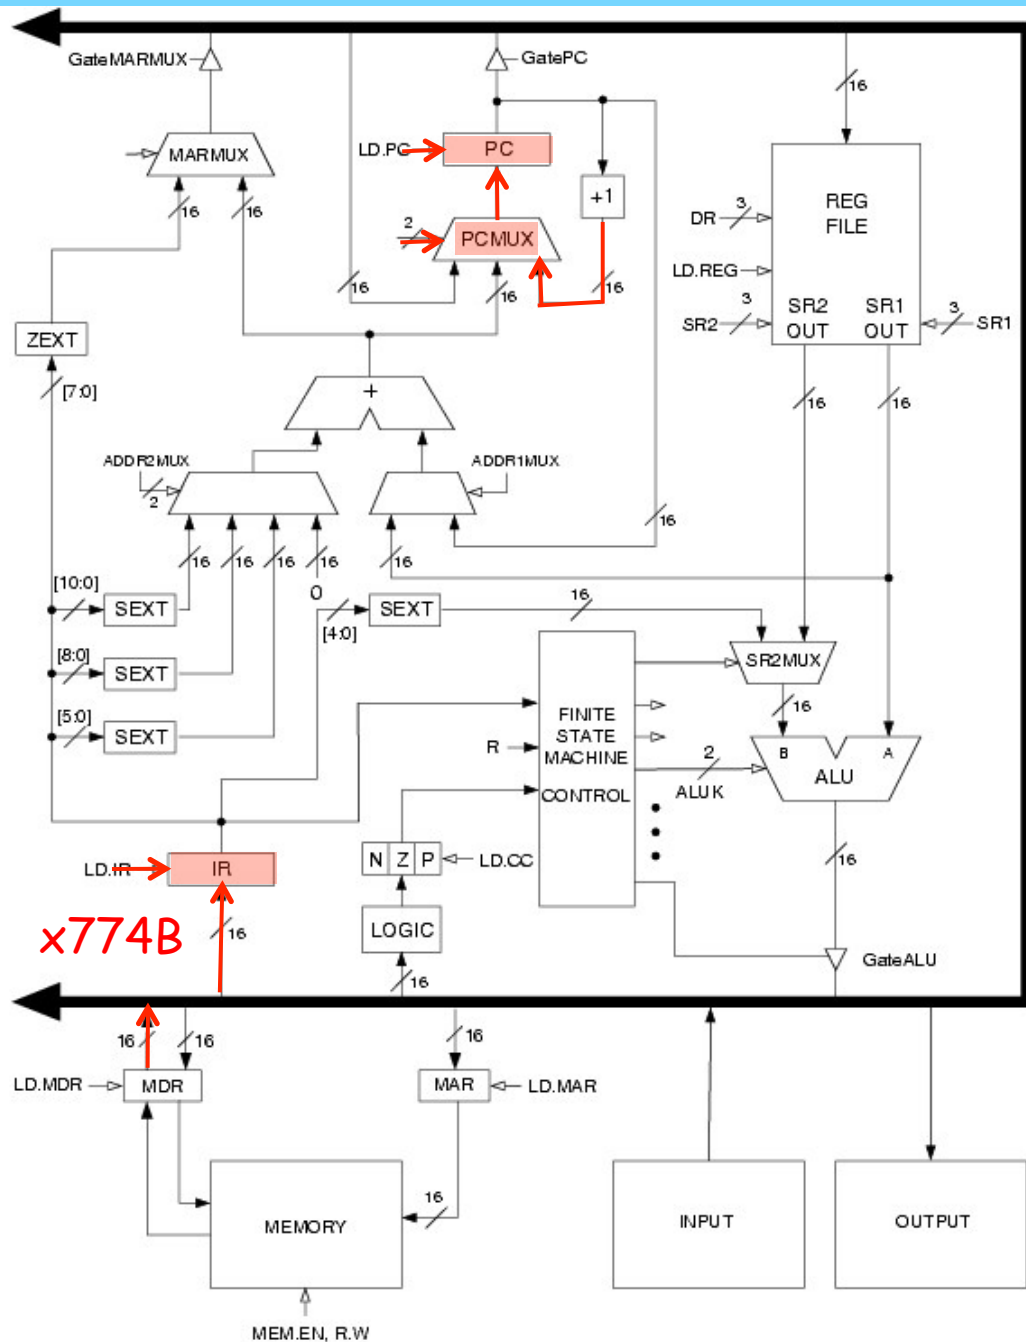 GateMARMUX
GatePC
16
MARMUX
LD.PC
PC
+1
REG
FILE
DR
3
16
16
2
PCMUX
LD.REG
16
16
16
SR2
3
SR2
OUT
SR1
OUT
3
SR1
ZEXT
[7:0]
+
16
16
ADDR2MUX
2
ADDR1MUX
16
16
16
16
16
16
[10:0]
SEXT
0
[4:0]
SEXT
16
[8:0]
SEXT
SR2MUX
[5:0]
SEXT
16
FINITE
STATE
MACHINE
CONTROL
R
2
ALUK
B
A
ALU
N Z P
LD.CC
16
LD.IR
IR
x774B
16
LOGIC
16
GateALU
16
16
16
LD.MDR
MDR
MAR
LD.MAR
16
MEMORY
INPUT
OUTPUT
MEM.EN, R.W